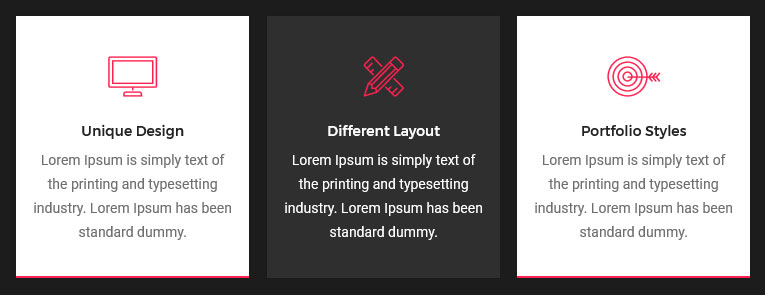 Unique Design
Lorem Ipsum is simply text of
the printing and typesetting
industry. Lorem Ipsum has been
standard dummy.
Different Layout
Lorem Ipsum is simply text of
the printing and typesetting
industry. Lorem Ipsum has been
standard dummy.
Portfolio Styles
Lorem Ipsum is simply text of
the printing and typesetting
industry. Lorem Ipsum has been
standard dummy.